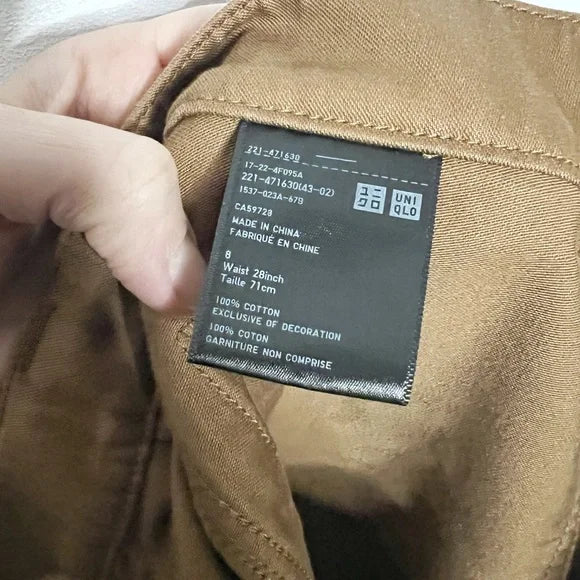 221-471630
17-22-4F095A
221-471630(43-02)
1537-023A-67B
ユニ
クロ
UNI
QLO
CA59728
MADE IN CHINA
FABRIQUÉ EN CHINE
8
Waist 28inch
Taille 71cm
100% COTTON
EXCLUSIVE OF DECORATION
100% COTON
GARNITURE NON COMPRISE